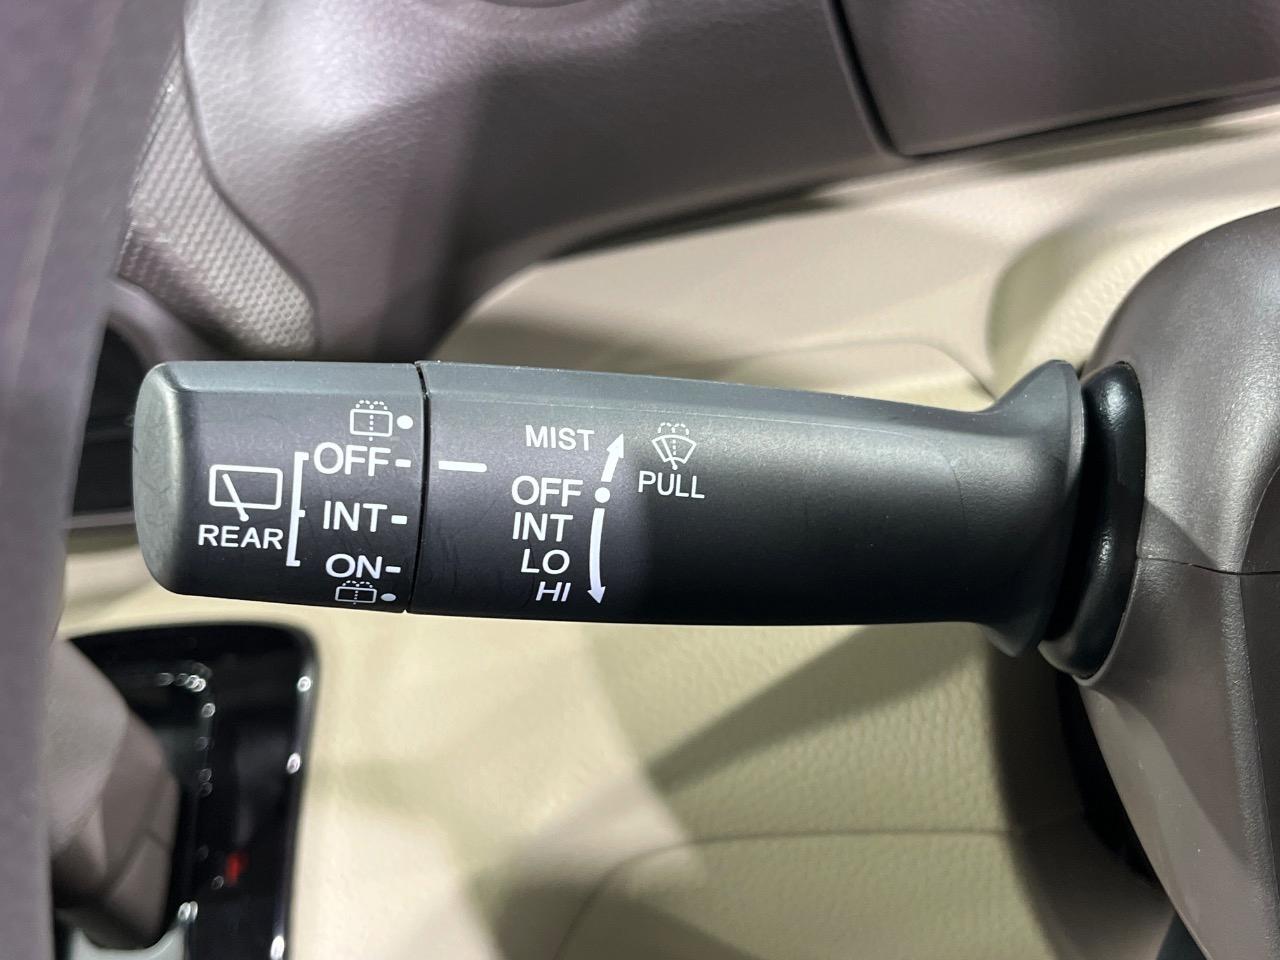 REAR
OFF
INT
ON
MIST
OFF
INT
LO
HI
PULL